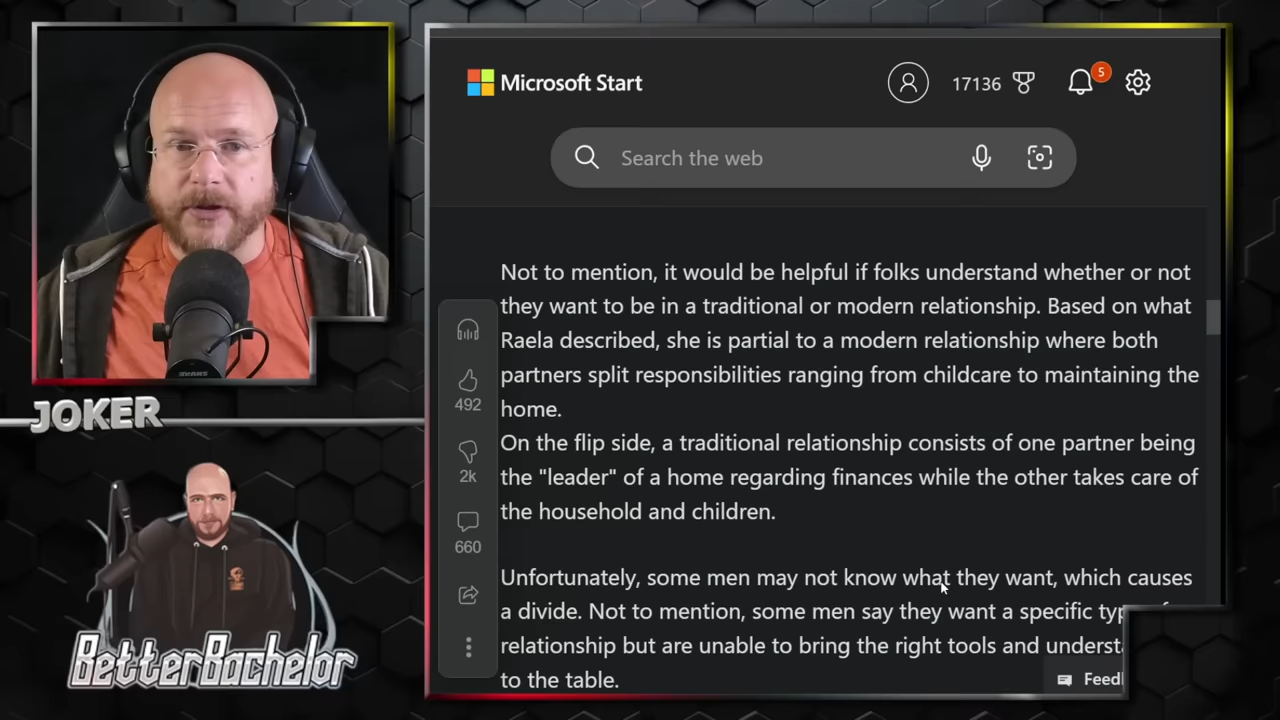 Microsoft Start
17136
5
Search the web
Not to mention, it would be helpful if folks understand whether or not
they want to be in a traditional or modern relationship. Based on what
Raela described, she is partial to a modern relationship where both
partners split responsibilities ranging from childcare to maintaining the
home.
On the flip side, a traditional relationship consists of one partner being
the "leader" of a home regarding finances while the other takes care of
the household and children.
Unfortunately, some men may not know what they want, which causes
a divide. Not to mention, some men say they want a specific
relationship but are unable to bring the right tools and
to the table.
492
2k
660
JOKER
BetterBachelor